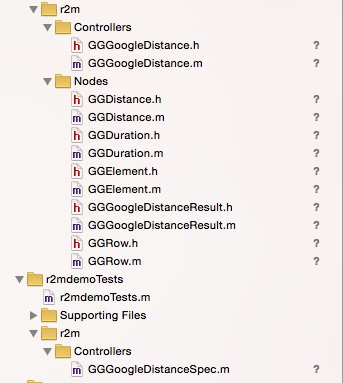 r2m
Controllers
h GGGoogleDistance.h ?
m GGGoogleDistance.m ?
Nodes
h GGDistance.h ?
m GGDistance.m ?
h GGDuration.h ?
m GGDuration.m ?
h GGElement.h ?
m GGElement.m ?
h GGGoogleDistanceResult.h ?
m GGGoogleDistanceResult.m ?
h GGRow.h ?
m GGRow.m ?
r2mdemoTests
m r2mdemoTests.m
Supporting Files
r2m
Controllers
m GGGoogleDistanceSpec.m ?